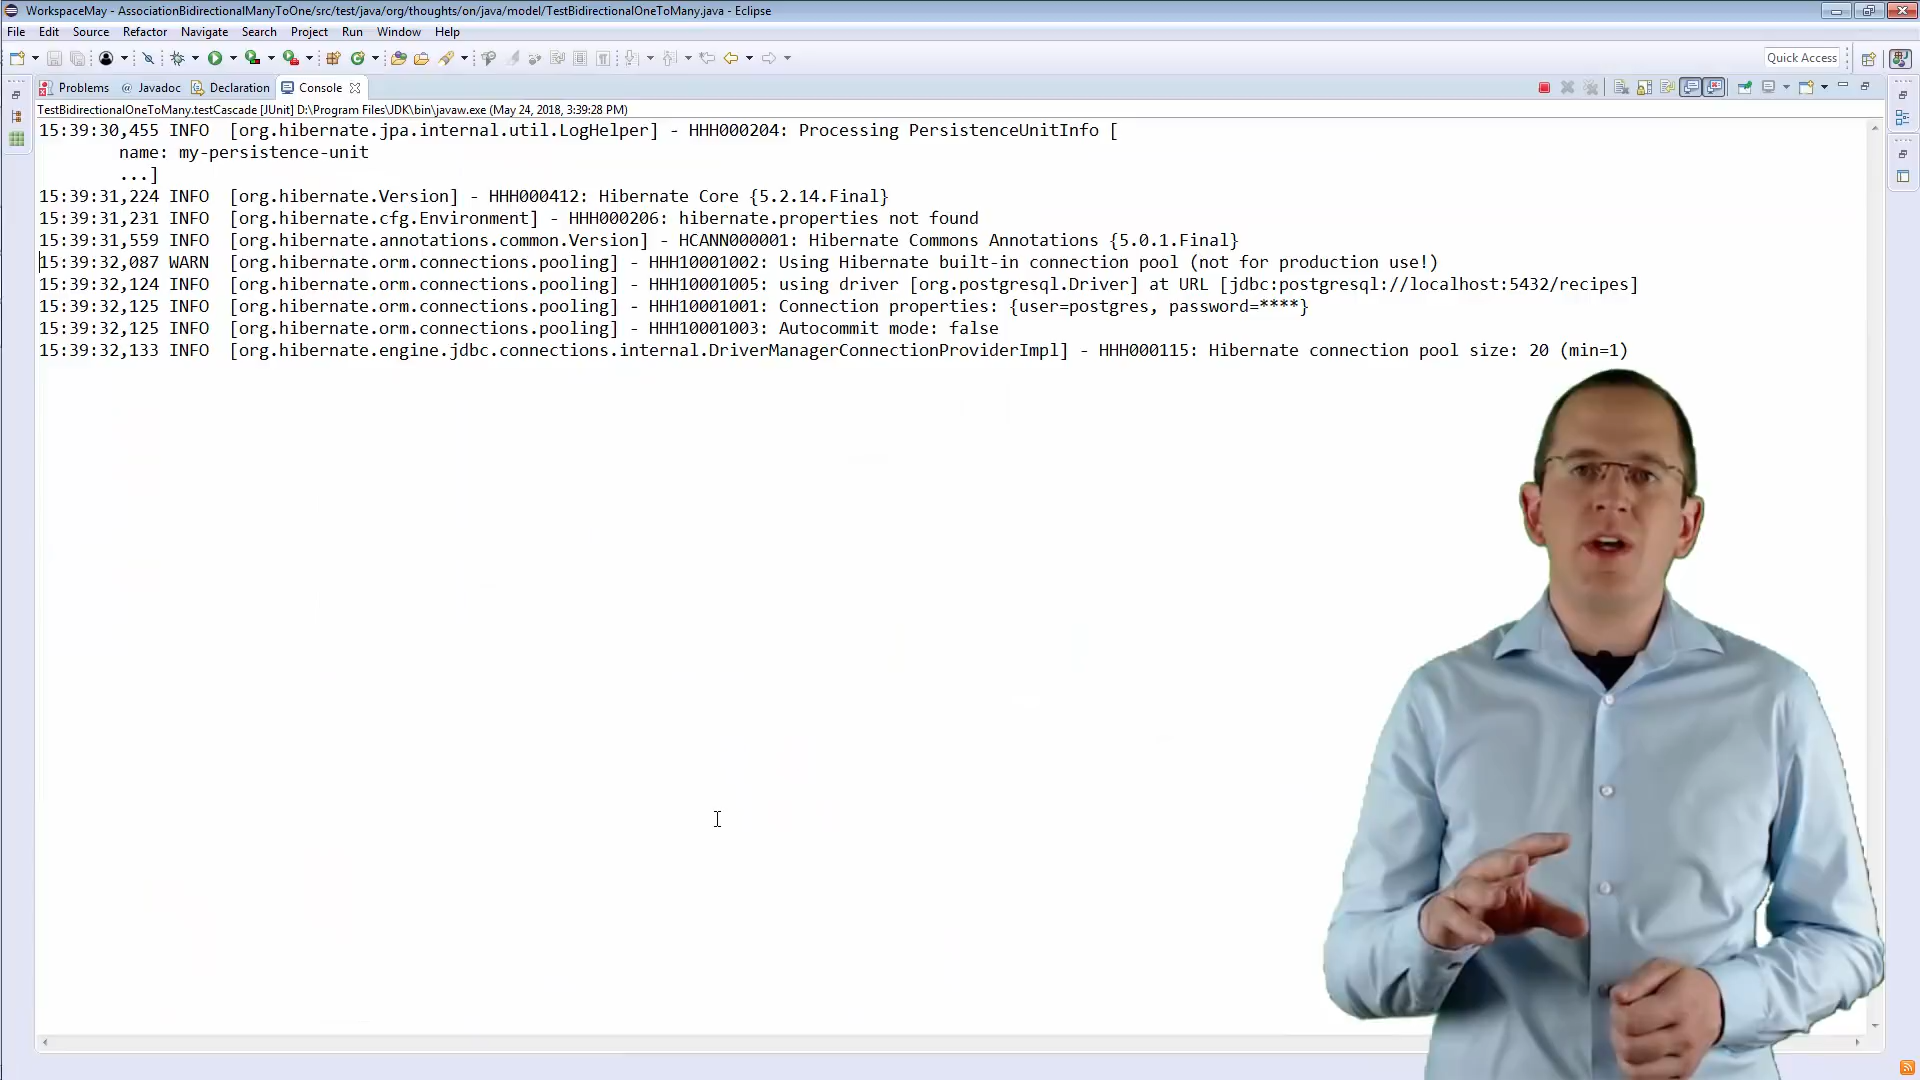 WorkspaceMay - AssociationBidirectionalManyToOne/src/test/java/org/thoughts/on/java/model/TestBidirectionalOneToMany.java - Eclipse
File Edit Source Refactor Navigate Search Project Run Window Help
Quick Access
Problems Javadoc Declaration Console
TestBidirectionalOneToMany.testCascade [JUnit] D:\Program Files\JDK\bin\javaw.exe (May 24, 2018, 3:39:28 PM)
15:39:30,455 INFO [org.hibernate.jpa.internal.util.LogHelper] - HHH000204: Processing PersistenceUnitInfo [
name: my-persistence-unit
...]
15:39:31,224 INFO [org.hibernate.Version] - HHH000412: Hibernate Core {5.2.14.Final}
15:39:31,231 INFO [org.hibernate.cfg.Environment] - HHH000206: hibernate.properties not found
15:39:31,559 INFO [org.hibernate.annotations.common.Version] - HCANN000001: Hibernate Commons Annotations {5.0.1.Final}
15:39:32,087 WARN [org.hibernate.orm.connections.pooling] - HHH10001002: Using Hibernate built-in connection pool (not for production use!)
15:39:32,124 INFO [org.hibernate.orm.connections.pooling] - HHH10001005: using driver [org.postgresql.Driver] at URL [jdbc:postgresql://localhost:5432/recipes]
15:39:32,125 INFO [org.hibernate.orm.connections.pooling] - HHH10001001: Connection properties: {user=postgres, password=****}
15:39:32,125 INFO [org.hibernate.orm.connections.pooling] - HHH10001003: Autocommit mode: false
15:39:32,133 INFO [org.hibernate.engine.jdbc.connections.internal.DriverManagerConnectionProviderImpl] - HHH000115: Hibernate connection pool size: 20 (min=1)